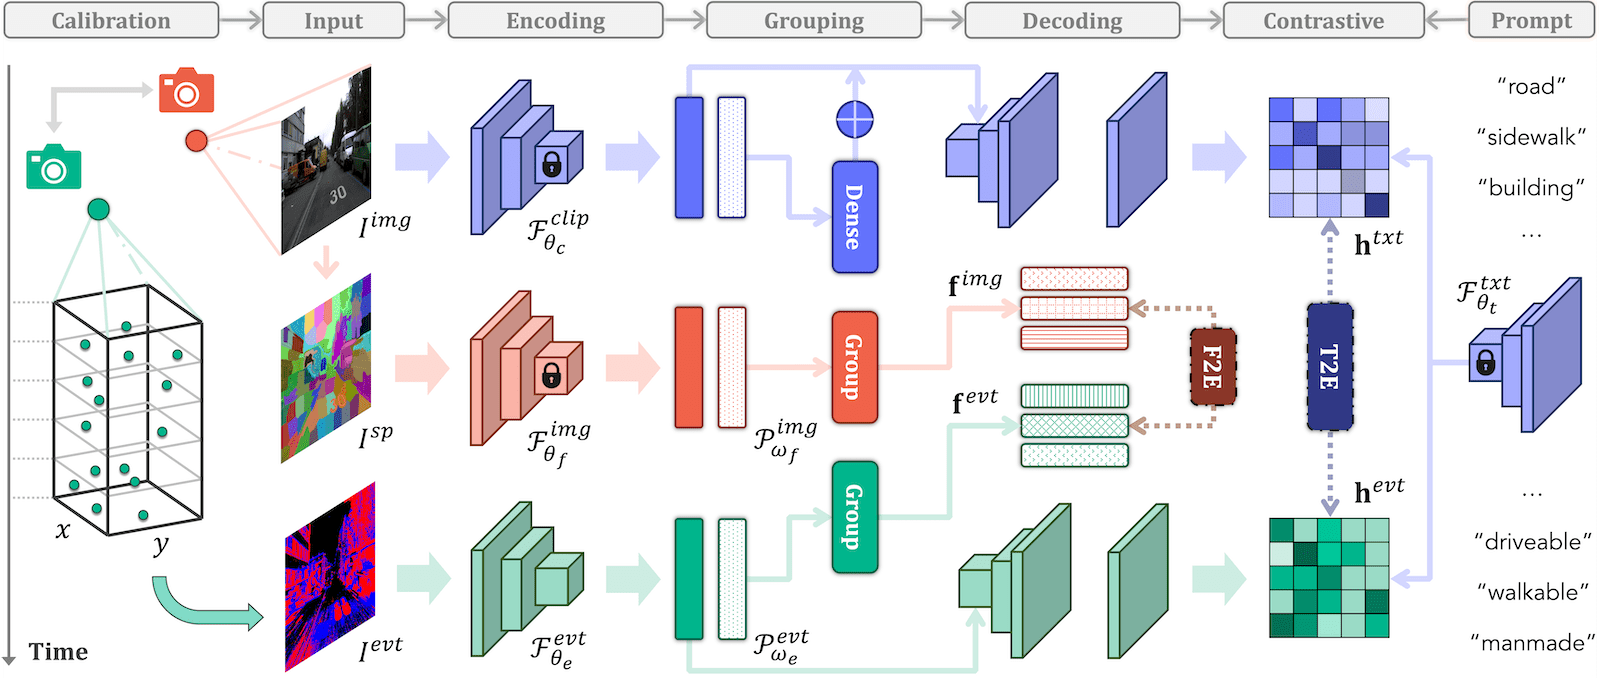 Calibration
Input
Encoding
Grouping
Decoding
Contrastive
Prompt
30
I^{img}
I^{sp}
I^{evt}
x
y
Time
\mathcal{F}_{\theta_c}^{clip}
\mathcal{F}_{\theta_f}^{img}
\mathcal{F}_{\theta_e}^{evt}
Dense
Group
Group
\mathcal{P}_{\omega_f}^{img}
\mathcal{P}_{\omega_e}^{evt}
\mathbf{f}^{img}
\mathbf{f}^{evt}
F2E
T2E
\mathbf{h}^{txt}
\mathbf{h}^{evt}
“road”
“sidewalk”
“building”
...
\mathcal{F}_{\theta_t}^{txt}
...
“driveable”
“walkable”
“manmade”